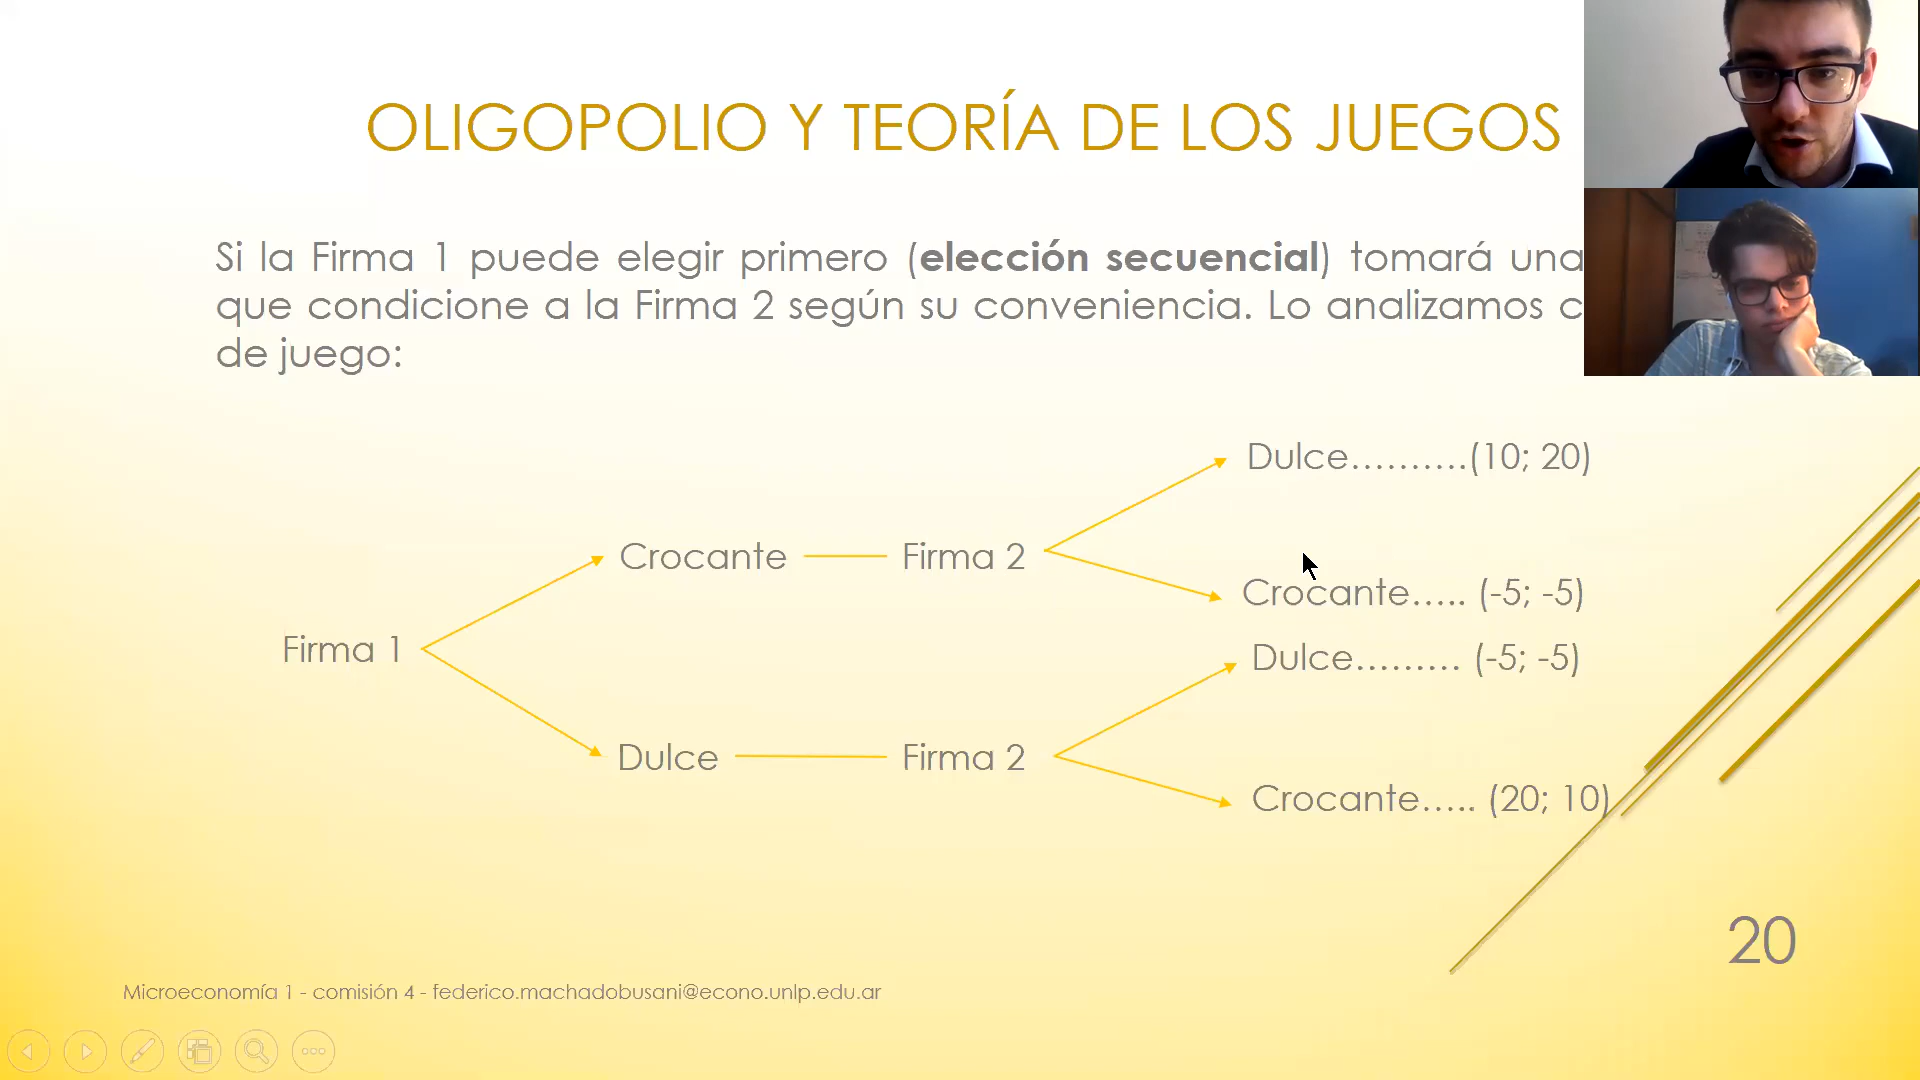 OLIGOPOLIO Y TEORÍA DE LOS JUEGOS
Si la Firma 1 puede elegir primero (elección secuencial) tomará una
que condicione a la Firma 2 según su conveniencia. Lo analizamos c
de juego:
Dulce..........(10; 20)
Crocante Firma 2
Crocante..... (-5; -5)
Firma 1
Dulce......... (-5; -5)
Dulce Firma 2
Crocante..... (20; 10)
20
Microeconomía 1 - comisión 4 - federico.machadobusani@econo.unlp.edu.ar